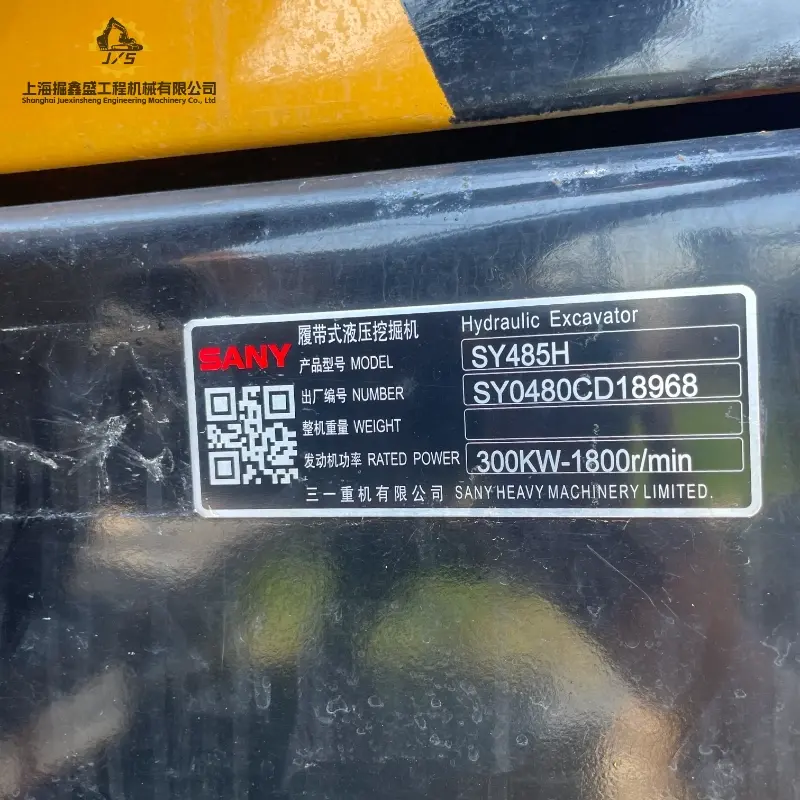 JXS
上海掘鑫盛工程机械有限公司
Shanghai Juexinsheng Engineering Machinery Co., Ltd
SANY
履带式液压挖掘机 Hydraulic Excavator
产品型号 MODEL SY485H
出厂编号 NUMBER SY0480CD18968
整机重量 WEIGHT
发动机功率 RATED POWER 300KW-1800r/min
三一重机有限公司 SANY HEAVY MACHINERY LIMITED.